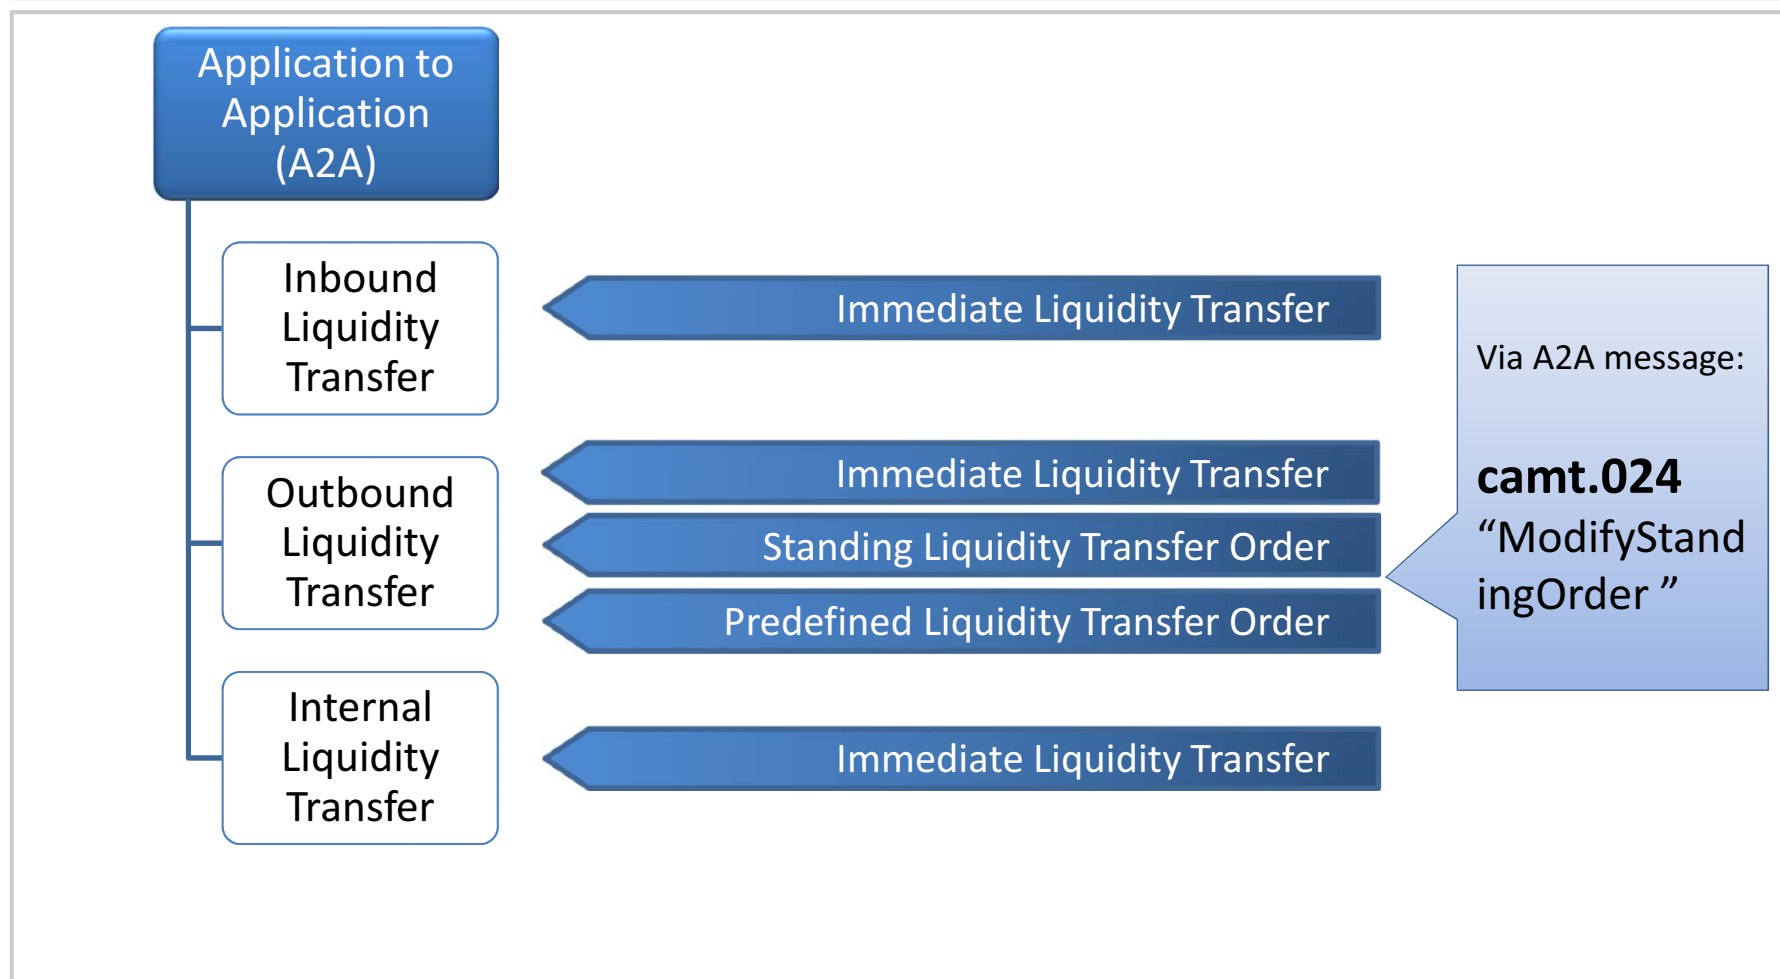 Application to
Application
(A2A)
Inbound
Liquidity
Transfer
Immediate Liquidity Transfer
Outbound
Liquidity
Transfer
Immediate Liquidity Transfer
Standing Liquidity Transfer Order
Predefined Liquidity Transfer Order
Internal
Liquidity
Transfer
Immediate Liquidity Transfer
Via A2A message:
camt.024
“ModifyStand
ingOrder ”